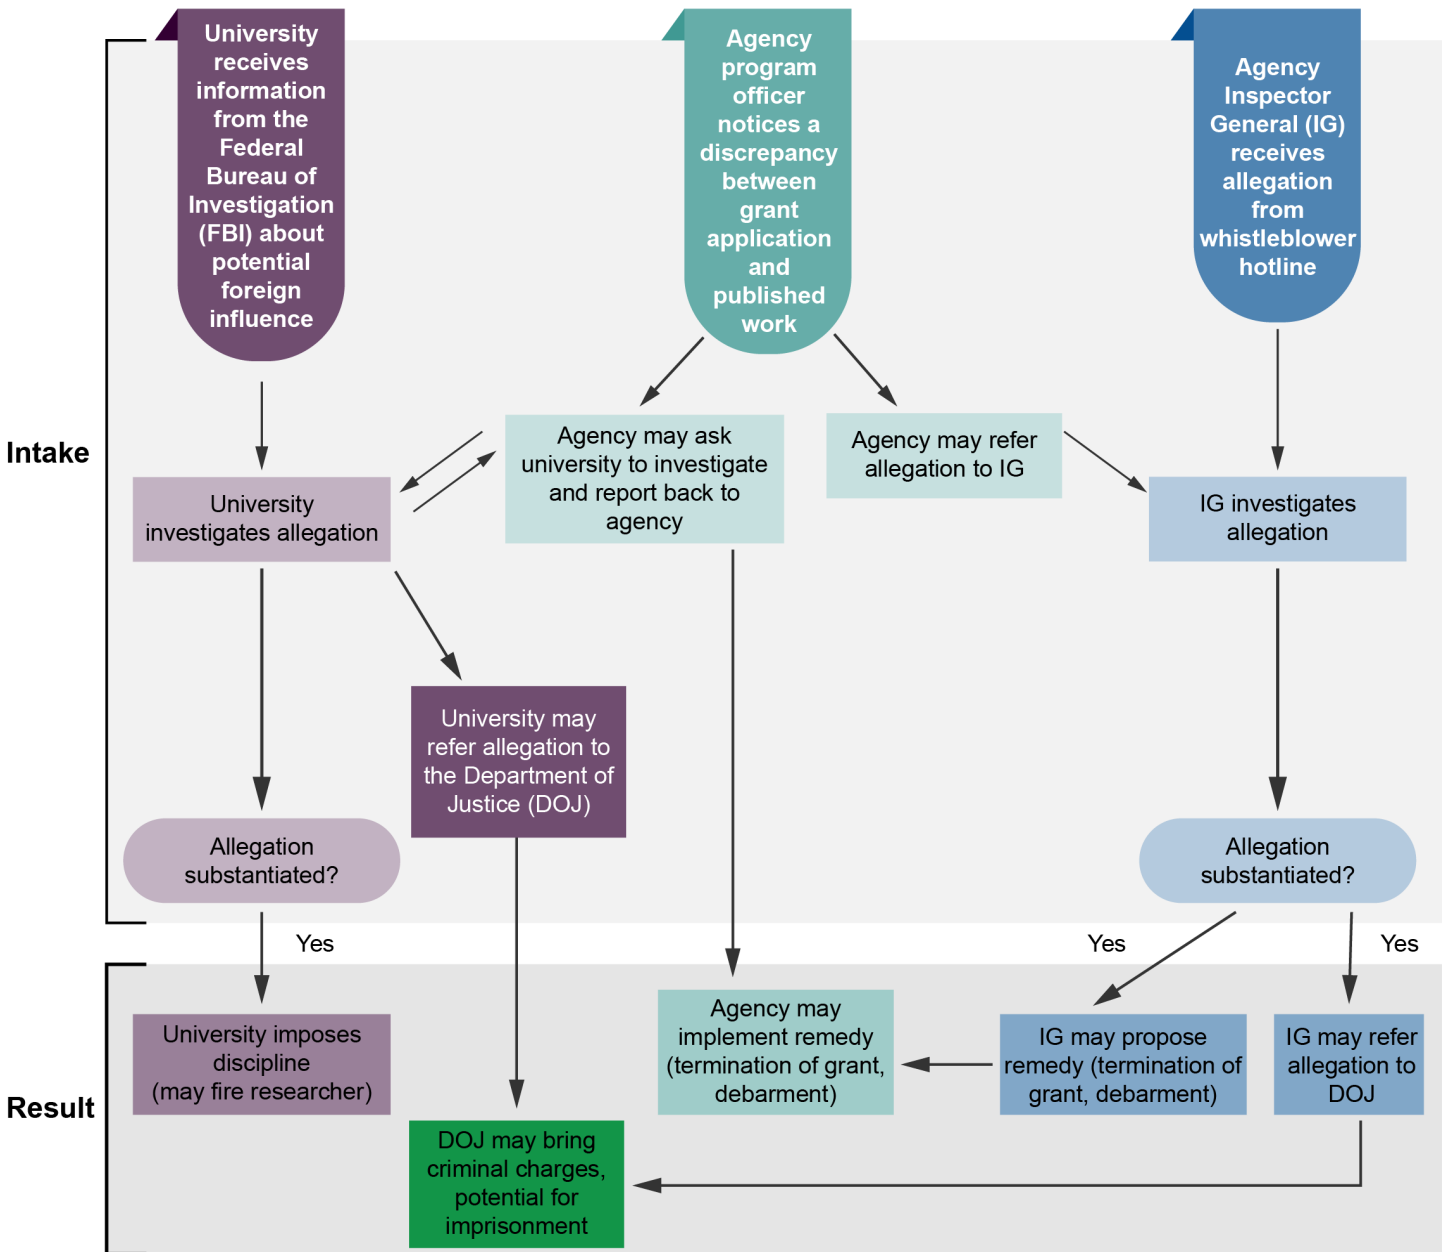 University
receives
information
from the
Federal
Bureau of
Investigation
(FBI) about
potential
foreign
influence
Agency
program
officer
notices a
discrepancy
between
grant
application
and
published
work
Agency
Inspector
General (IG)
receives
allegation
from
whistleblower
hotline
Intake
University
investigates allegation
Agency may ask
university to investigate
and report back to
agency
Agency may refer
allegation to IG
IG investigates
allegation
University may
refer allegation to
the Department of
Justice (DOJ)
Allegation
substantiated?
Allegation
substantiated?
Yes
Yes
Yes
Result
University imposes
discipline
(may fire researcher)
Agency may
implement remedy
(termination of grant,
debarment)
IG may propose
remedy (termination of
grant, debarment)
IG may refer
allegation to
DOJ
DOJ may bring
criminal charges,
potential for
imprisonment